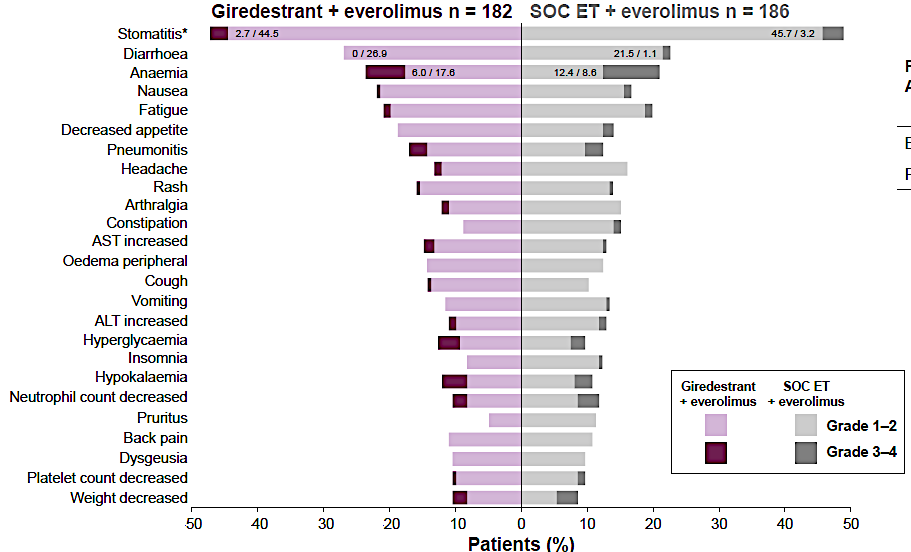 Giredestrant + everolimus n = 182 SOC ET + everolimus n = 186
Stomatitis* 2.7 / 44.5 45.7 / 3.2
Diarrhoea 0 / 26.9 21.5 / 1.1
Anaemia 6.0 / 17.6 12.4 / 8.6
Nausea
Fatigue
Decreased appetite
Pneumonitis
Headache
Rash
Arthralgia
Constipation
AST increased
Oedema peripheral
Cough
Vomiting
ALT increased
Hyperglycaemia
Insomnia
Hypokalaemia
Neutrophil count decreased
Pruritus
Back pain
Dysgeusia
Platelet count decreased
Weight decreased
50 40 30 20 10 0 10 20 30 40 50
Patients (%)
Giredestrant + everolimus
SOC ET + everolimus
Grade 1–2
Grade 3–4